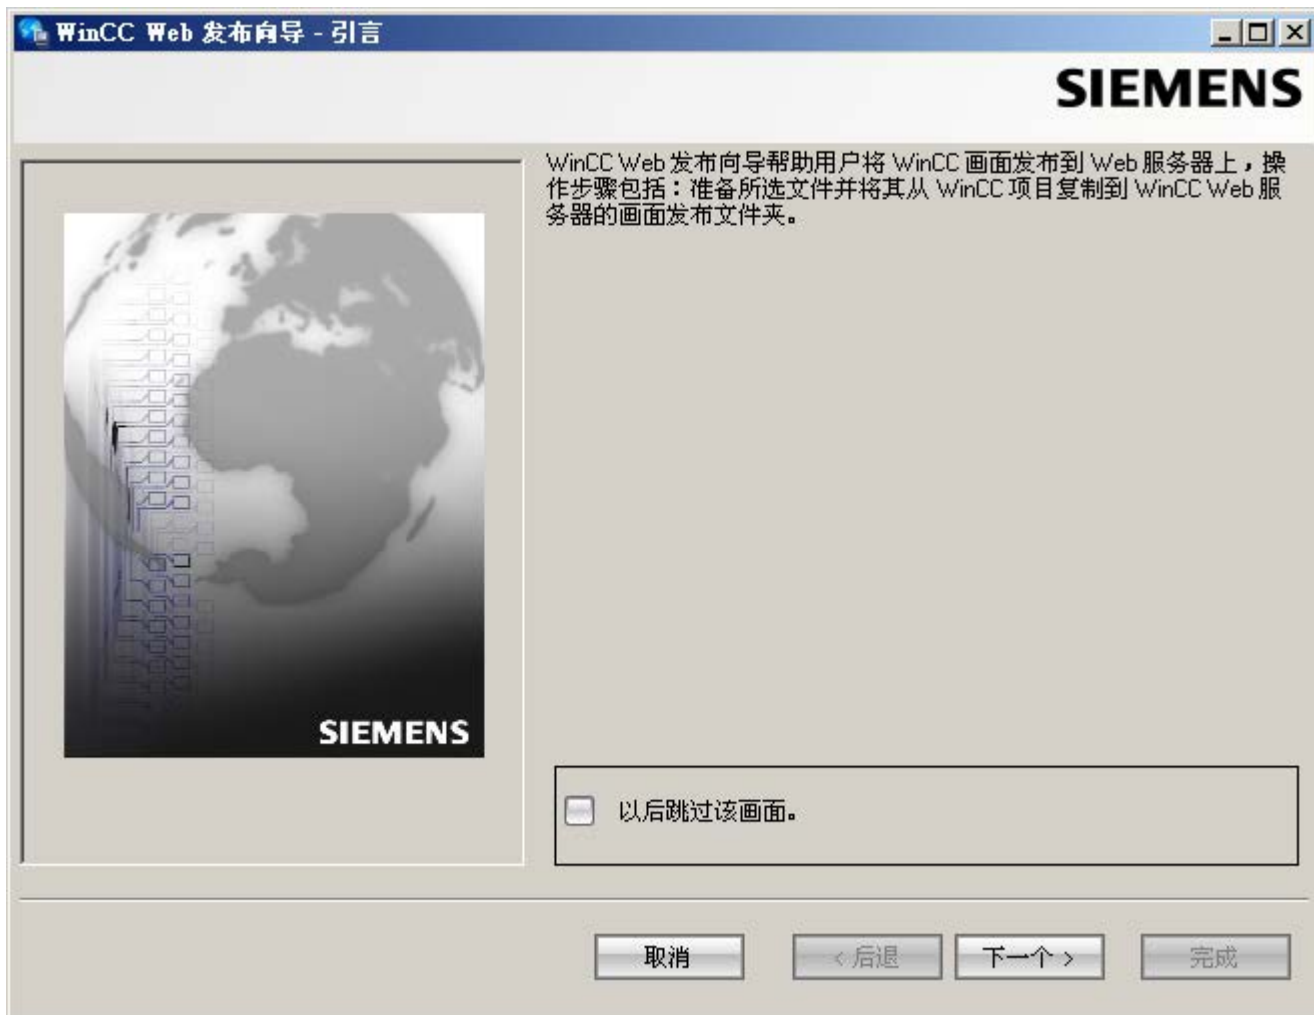 WinCC Web 发布向导 - 引言
SIEMENS
WinCC Web 发布向导帮助用户将 WinCC 画面发布到 Web 服务器上，操
作步骤包括：准备所选文件并将其从 WinCC 项目复制到 WinCC Web 服
务器的画面发布文件夹。
SIEMENS
以后跳过该画面。
取消
< 后退
下一个 >
完成